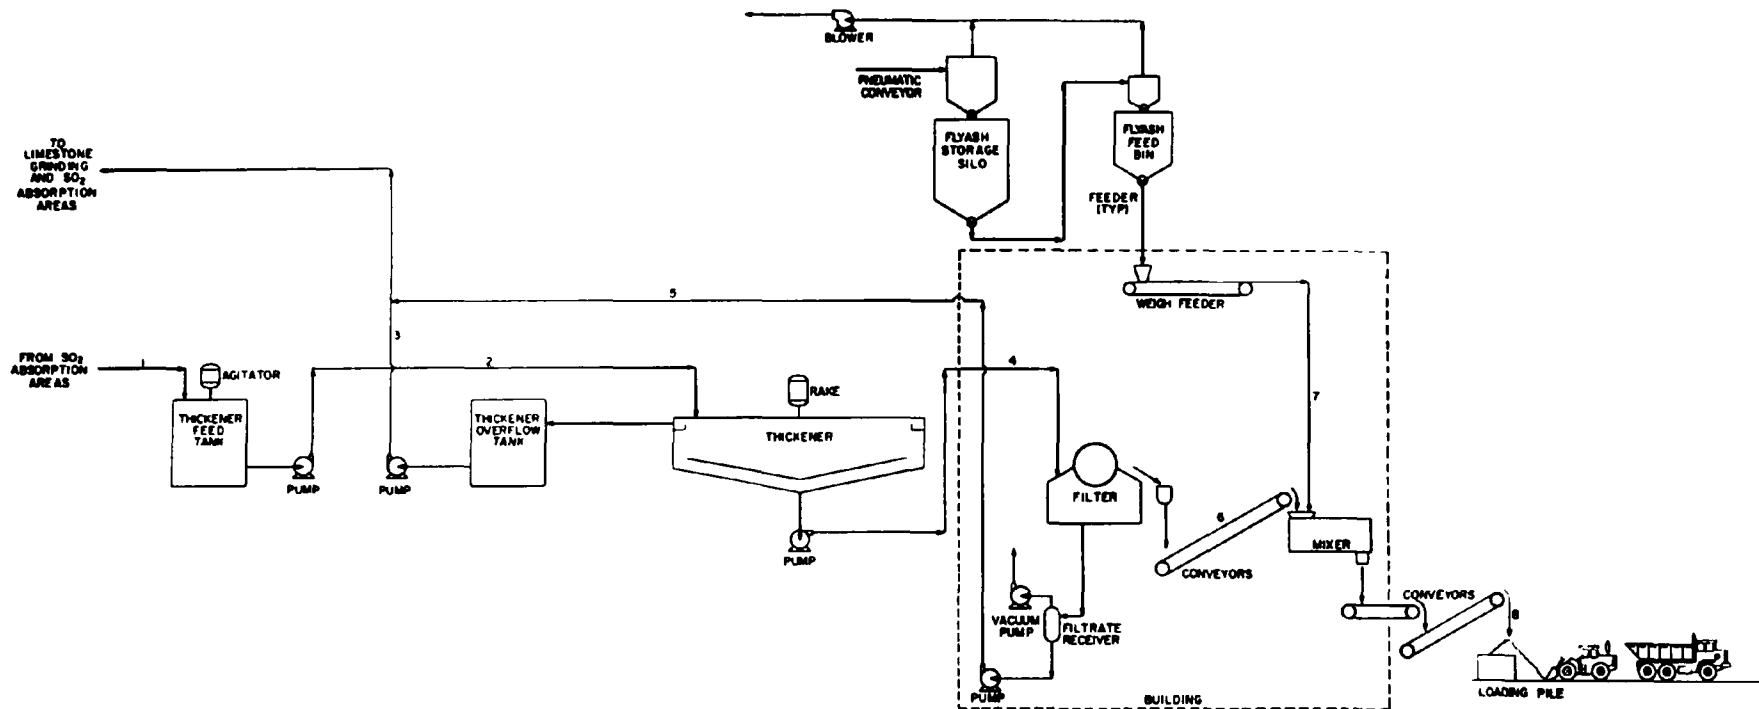 BLOWER
PNEUMATIC
CONVEYOR
FLYASH
STORAGE
SILO
FLYASH
FEED
BIN
FEEDER
(TYP)
TO
LIMESTONE
GRINDING
AND SO2
ABSORPTION
AREAS
WEIGH FEEDER
5
3
FROM SO2
ABSORPTION
AREAS
1
AGITATOR
2
4
7
RAKE
THICKENER
FEED
TANK
THICKENER
OVERFLOW
TANK
THICKENER
PUMP
PUMP
FILTER
6
PUMP
CONVEYORS
MIXER
VACUUM
PUMP
FILTRATE
RECEIVER
CONVEYORS
8
PUMP
BUILDING
LOADING PILE